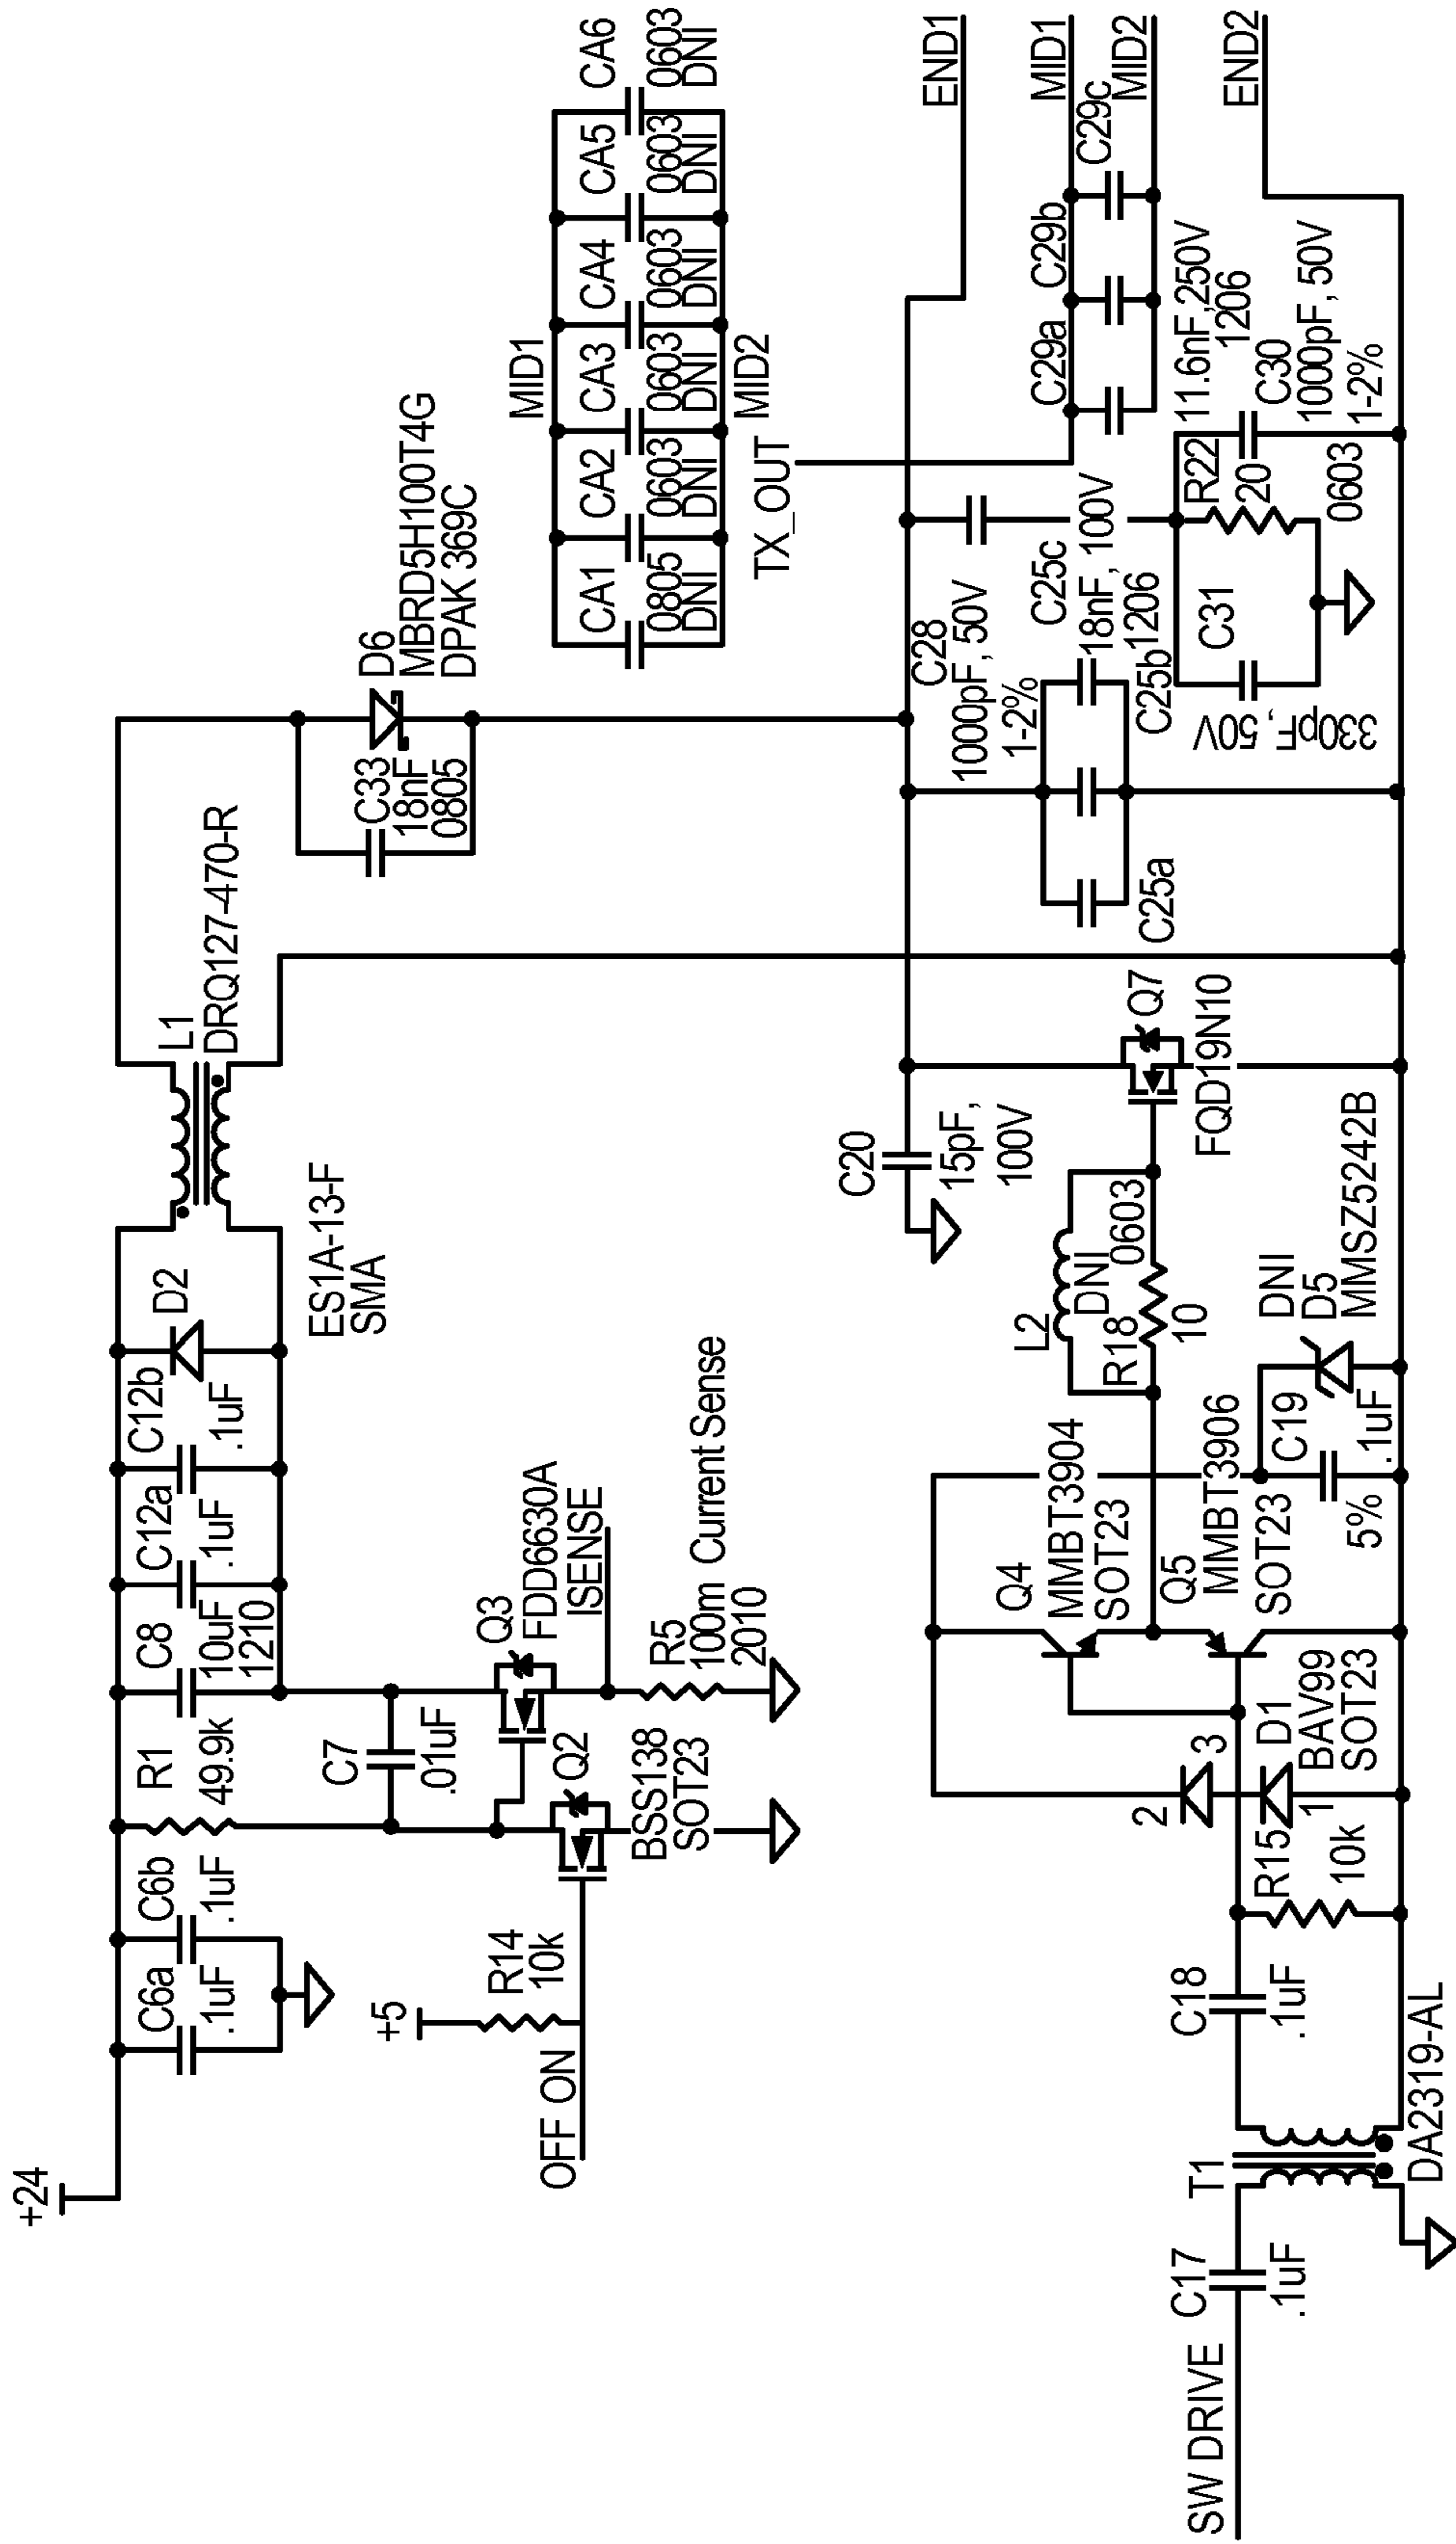 +24
C6a
.1uF
C6b
.1uF
R1
49.9k
C8
10uF
1210
C12a
.1uF
C12b
.1uF
D2
ES1A-13-F
SMA
L1
DRQ127-470-R
C33
18nF
0805
D6
MBRD5H100T4G
DPAK 369C
+5
R14
10k
OFF ON
C7
.01uF
Q3
FDD6630A
ISENSE
Q2
BSS138
SOT23
R5
100m Current Sense
2010
MID1
CA1
0805
DNI
CA2
0603
DNI
CA3
0603
DNI
CA4
0603
DNI
CA5
0603
DNI
CA6
0603
DNI
MID2
TX_OUT
END1
MID1
MID2
END2
C29a
C29b
C29c
11.6nF,250V
1206
C28
1000pF, 50V
1-2%
C25c
18nF, 100V
C25b
1206
C25a
R22
20
0603
C30
1000pF, 50V
1-2%
C31
330pF, 50V
C20
15pF,
100V
Q7
FQD19N10
L2
DNI
R18
0603
10
DNI
D5
MMSZ5242B
C19
.1uF
5%
Q4
MMBT3904
SOT23
Q5
MMBT3906
SOT23
2
3
1
D1
BAV99
SOT23
R15
10k
C18
.1uF
T1
DA2319-AL
C17
.1uF
SW DRIVE